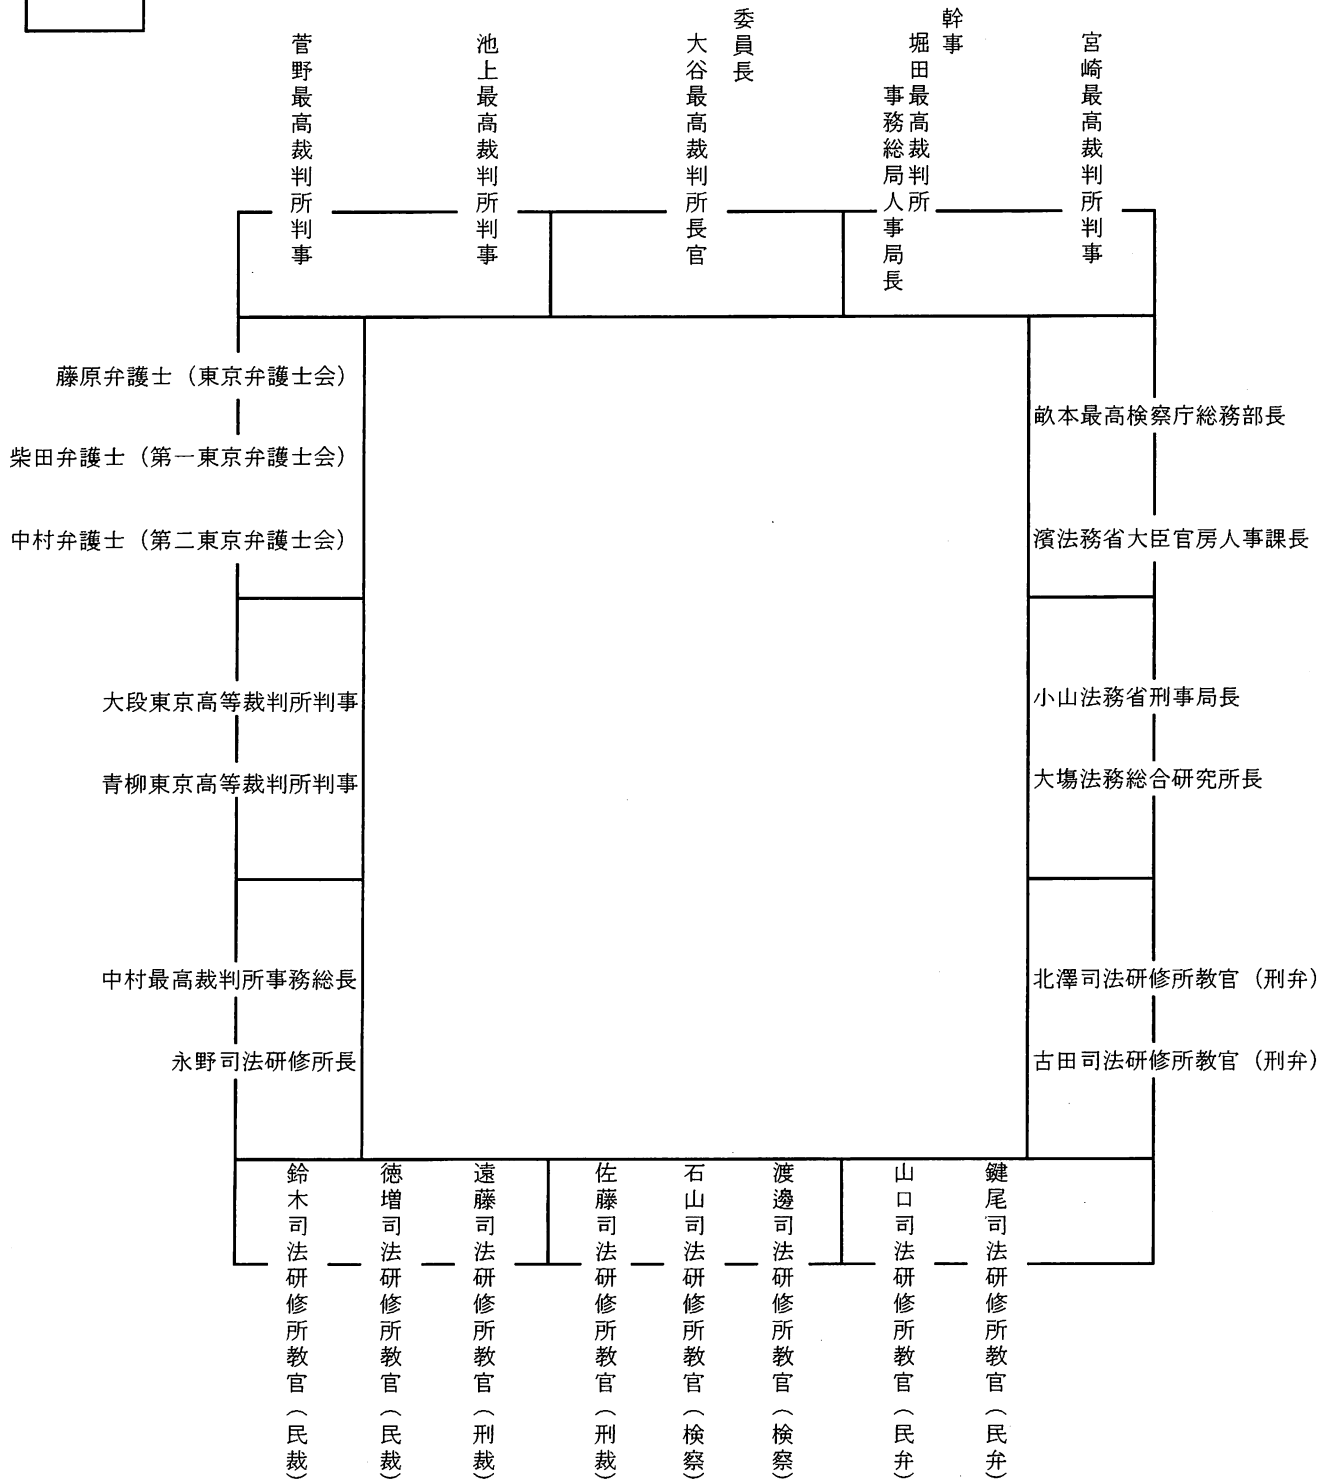 宮崎最高裁判所判事
幹事
堀田最高裁判所
事務総局人事局長
委員長
大谷最高裁判所長官
池上最高裁判所判事
菅野最高裁判所判事
藤原弁護士（東京弁護士会）
柴田弁護士（第一東京弁護士会）
中村弁護士（第二東京弁護士会）
大段東京高等裁判所判事
青柳東京高等裁判所判事
中村最高裁判所事務総長
永野司法研修所長
畝本最高検察庁総務部長
濱法務省大臣官房人事課長
小山法務省刑事局長
大塲法務総合研究所長
北澤司法研修所教官（刑弁）
古田司法研修所教官（刑弁）
鍵尾司法研修所教官（民弁）
山口司法研修所教官（民弁）
渡邊司法研修所教官（検察）
石山司法研修所教官（検察）
佐藤司法研修所教官（刑裁）
遠藤司法研修所教官（刑裁）
徳増司法研修所教官（民裁）
鈴木司法研修所教官（民裁）